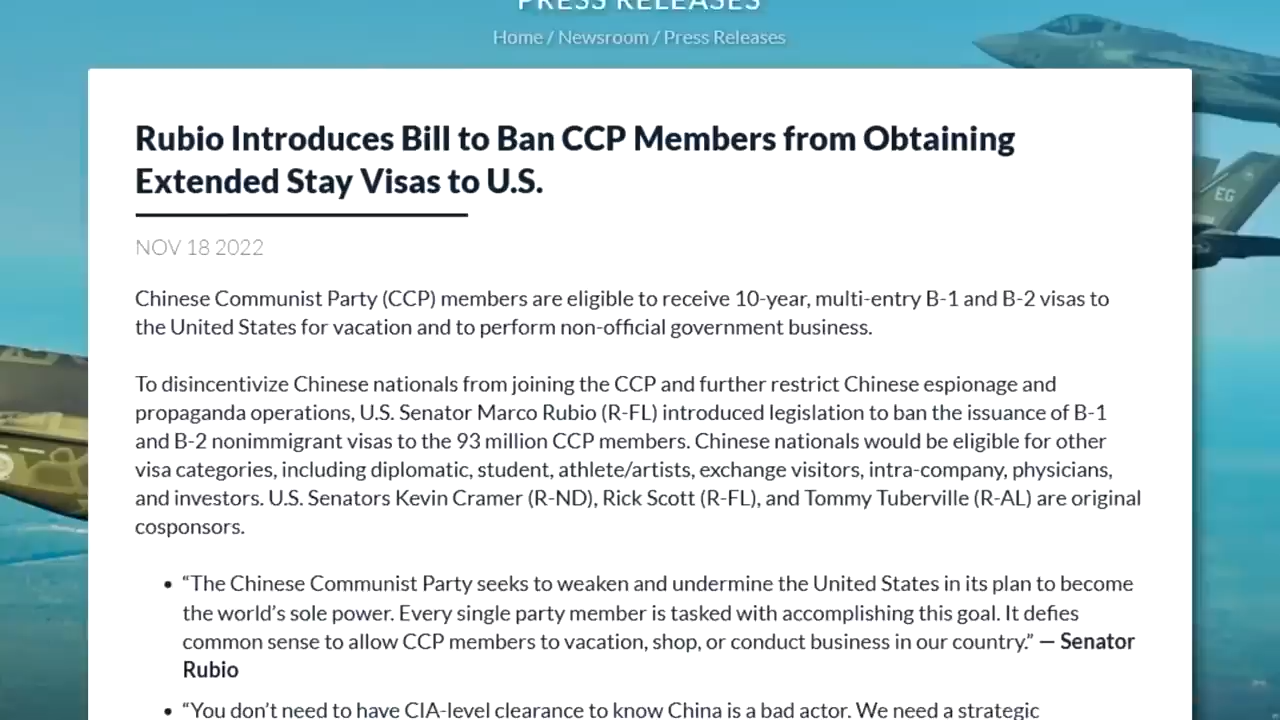 PRESS RELEASES
Home / Newsroom / Press Releases
Rubio Introduces Bill to Ban CCP Members from Obtaining
Extended Stay Visas to U.S.
NOV 18 2022
Chinese Communist Party (CCP) members are eligible to receive 10-year, multi-entry B-1 and B-2 visas to
the United States for vacation and to perform non-official government business.
To disincentivize Chinese nationals from joining the CCP and further restrict Chinese espionage and
propaganda operations, U.S. Senator Marco Rubio (R-FL) introduced legislation to ban the issuance of B-1
and B-2 nonimmigrant visas to the 93 million CCP members. Chinese nationals would be eligible for other
visa categories, including diplomatic, student, athlete/artists, exchange visitors, intra-company, physicians,
and investors. U.S. Senators Kevin Cramer (R-ND), Rick Scott (R-FL), and Tommy Tuberville (R-AL) are original
cosponsors.
• “The Chinese Communist Party seeks to weaken and undermine the United States in its plan to become
the world’s sole power. Every single party member is tasked with accomplishing this goal. It defies
common sense to allow CCP members to vacation, shop, or conduct business in our country.” — Senator
Rubio
• “You don’t need to have CIA-level clearance to know China is a bad actor. We need a strategic
EG